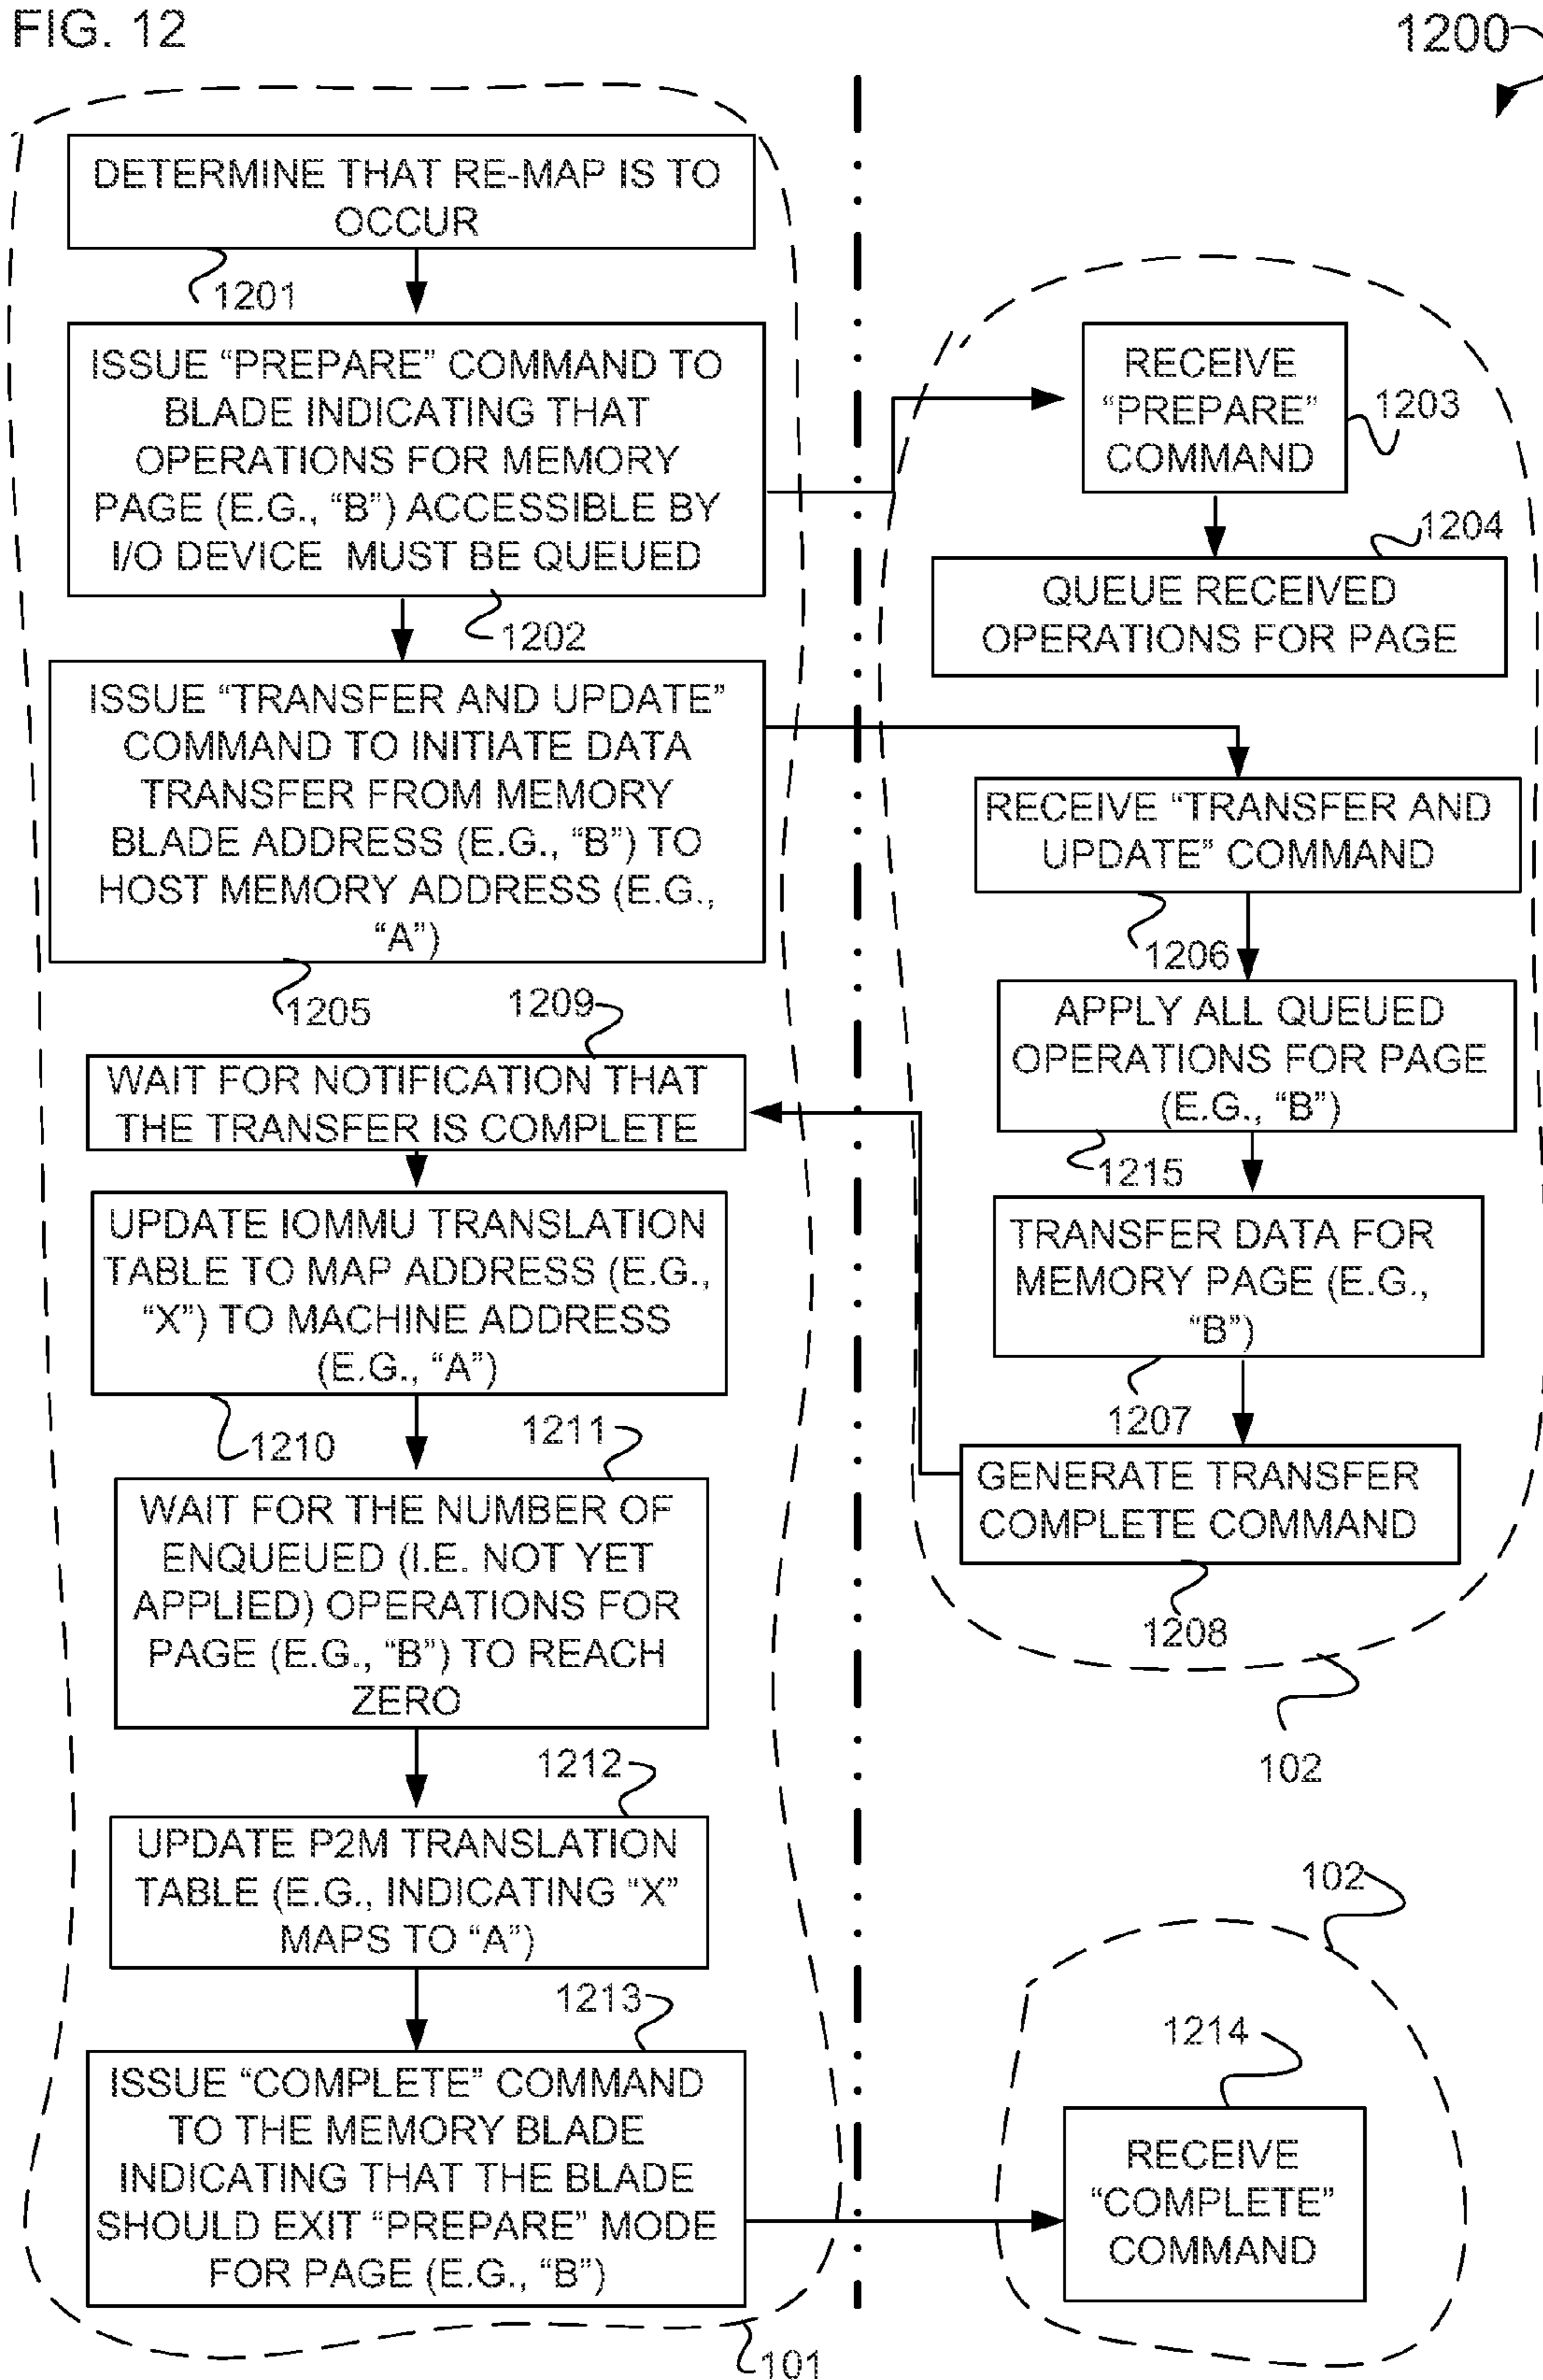 FIG. 12
1200
DETERMINE THAT RE-MAP IS TO
OCCUR
1201
ISSUE “PREPARE” COMMAND TO
BLADE INDICATING THAT
OPERATIONS FOR MEMORY
PAGE (E.G., “B”) ACCESSIBLE BY
I/O DEVICE MUST BE QUEUED
1202
RECEIVE
“PREPARE”
COMMAND
1203
1204
QUEUE RECEIVED
OPERATIONS FOR PAGE
ISSUE “TRANSFER AND UPDATE”
COMMAND TO INITIATE DATA
TRANSFER FROM MEMORY
BLADE ADDRESS (E.G., “B”) TO
HOST MEMORY ADDRESS (E.G.,
“A”)
1205
RECEIVE “TRANSFER AND
UPDATE” COMMAND
1206
APPLY ALL QUEUED
OPERATIONS FOR PAGE
(E.G., “B”)
1215
TRANSFER DATA FOR
MEMORY PAGE (E.G.,
“B”)
1207
GENERATE TRANSFER
COMPLETE COMMAND
1208
102
1209
WAIT FOR NOTIFICATION THAT
THE TRANSFER IS COMPLETE
UPDATE IOMMU TRANSLATION
TABLE TO MAP ADDRESS (E.G.,
“X”) TO MACHINE ADDRESS
(E.G., “A”)
1210
1211
WAIT FOR THE NUMBER OF
ENQUEUED (I.E. NOT YET
APPLIED) OPERATIONS FOR
PAGE (E.G., “B”) TO REACH
ZERO
1212
UPDATE P2M TRANSLATION
TABLE (E.G., INDICATING “X”
MAPS TO “A”)
1213
ISSUE “COMPLETE” COMMAND
TO THE MEMORY BLADE
INDICATING THAT THE BLADE
SHOULD EXIT “PREPARE” MODE
FOR PAGE (E.G., “B”)
101
102
1214
RECEIVE
“COMPLETE”
COMMAND